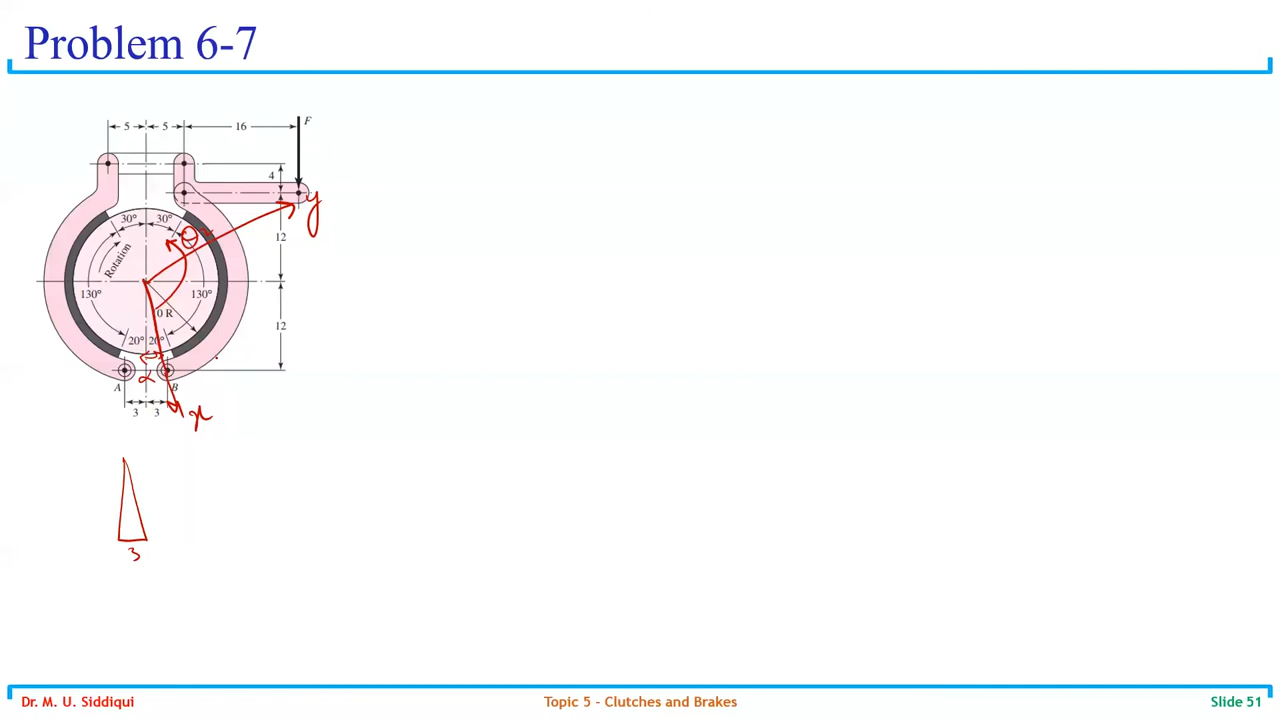 Problem 6-7
5
5
16
F
4
y
30°
30°
θ
12
Rotation
130°
130°
0 R
12
20°
20°
α
A
B
3
3
x
3
Dr. M. U. Siddiqui
Topic 5 - Clutches and Brakes
Slide 51